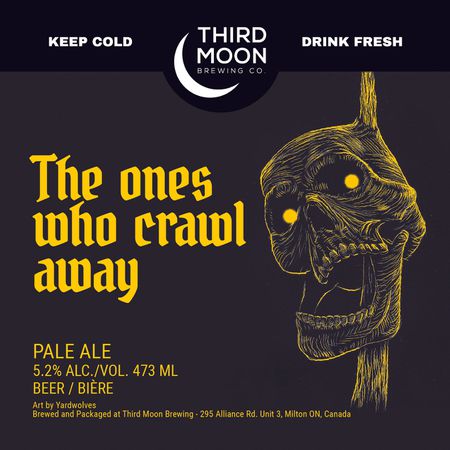 KEEP COLD
THIRD
MOON
BREWING CO.
DRINK FRESH
The ones
who crawl
away
PALE ALE
5.2% ALC./VOL. 473 ML
BEER / BIÈRE
Art by Yardwolves
Brewed and Packaged at Third Moon Brewing - 295 Alliance Rd. Unit 3, Milton ON, Canada